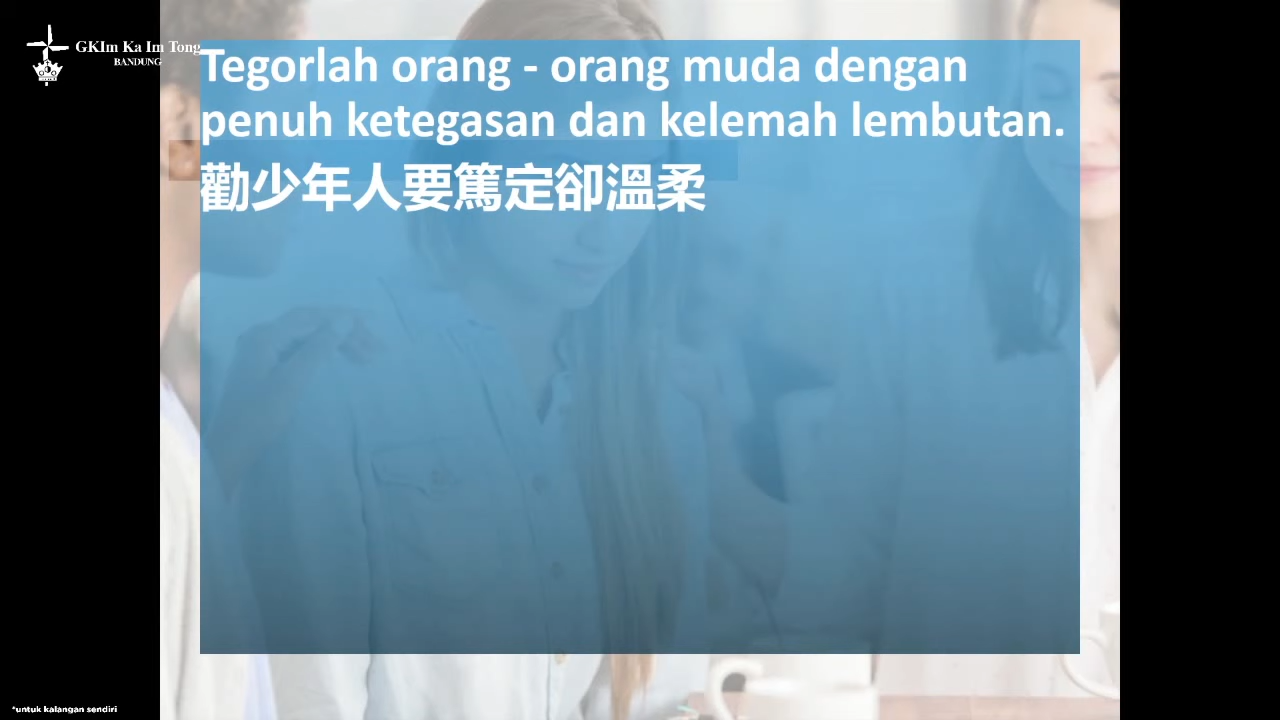 GKIm Ka Im Tong
BANDUNG
Tegorlah orang - orang muda dengan
penuh ketegasan dan kelemah lembutan.
勸少年人要篤定卻溫柔
*untuk kalangan sendiri